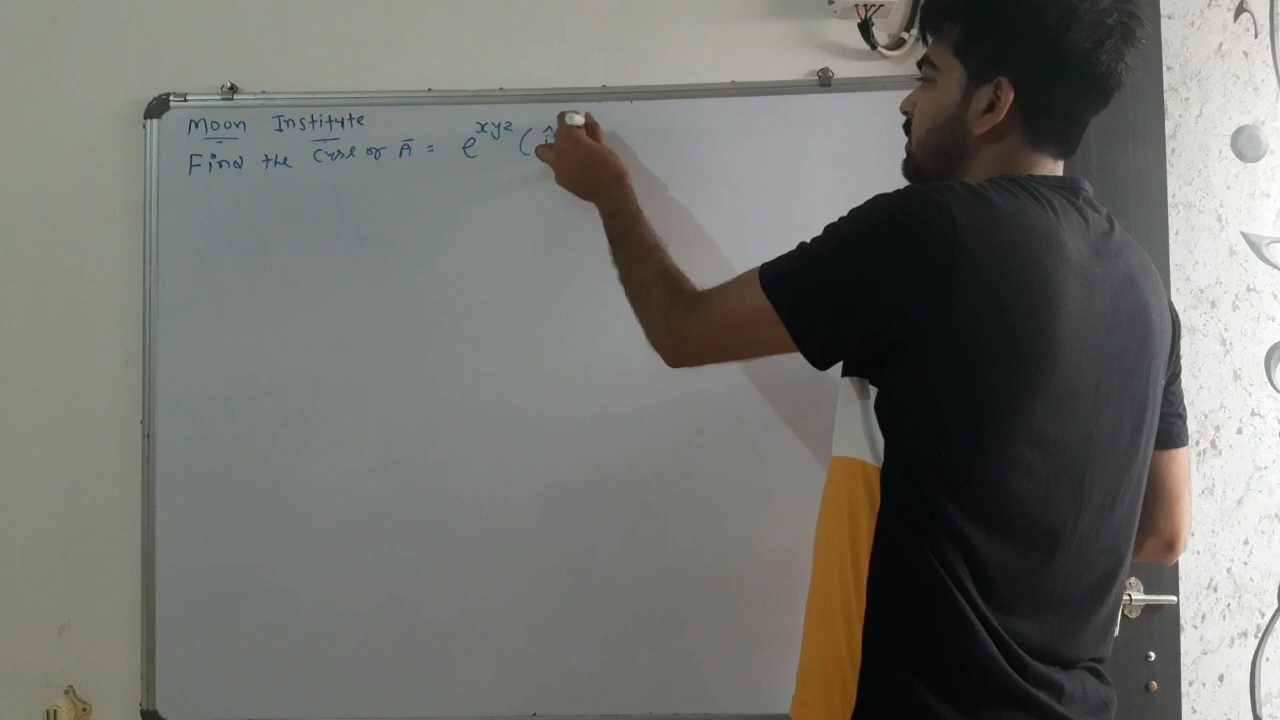 Moon Institute
Find the curl of Ā = e^xyz ( î